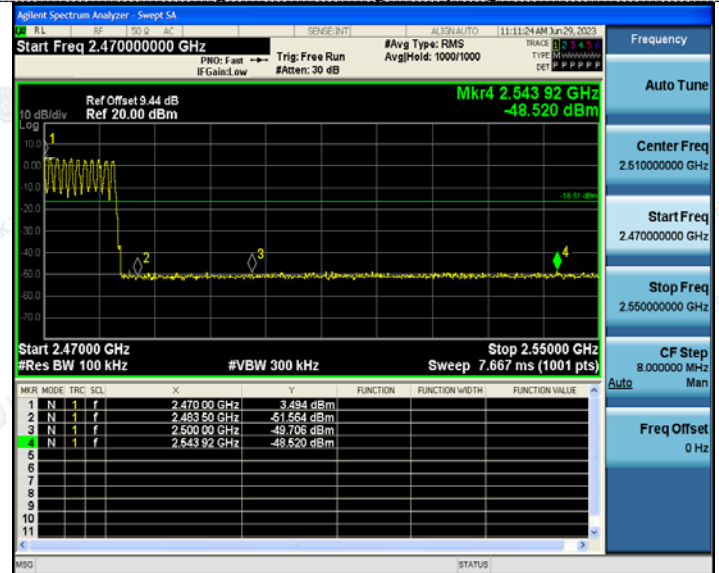 Agilent Spectrum Analyzer - Swept SA
RL RF 50 Ω AC SENSE:INT ALIGNAUTO 11:11:24 AM Jun 29, 2023
Start Freq 2.470000000 GHz
PNO: Fast
IFGain:Low
Trig: Free Run
#Atten: 30 dB
#Avg Type: RMS
Avg|Hold: 1000/1000
TRACE 1 2 3 4 5 6
TYPE M
DET P P P P P P
Frequency
Ref Offset 9.44 dB
10 dB/div Ref 20.00 dBm
Log
Mkr4 2.543 92 GHz
-48.520 dBm
Auto Tune
10.0
0.00
-10.0
-20.0
-30.0
-40.0
-50.0
-60.0
-70.0
1
2
3
4
-16.51 dBm
Center Freq
2.510000000 GHz
Start Freq
2.470000000 GHz
Stop Freq
2.550000000 GHz
Start 2.47000 GHz Stop 2.55000 GHz
#Res BW 100 kHz #VBW 300 kHz Sweep 7.667 ms (1001 pts)
CF Step
8.000000 MHz
Auto Man
MKR MODE TRC SCL X Y FUNCTION FUNCTION WIDTH FUNCTION VALUE
1 N 1 f 2.470 00 GHz 3.494 dBm
2 N 1 f 2.483 50 GHz -51.564 dBm
3 N 1 f 2.500 00 GHz -49.706 dBm
4 N 1 f 2.543 92 GHz -48.520 dBm
5
6
7
8
9
10
11
Freq Offset
0 Hz
MSG STATUS